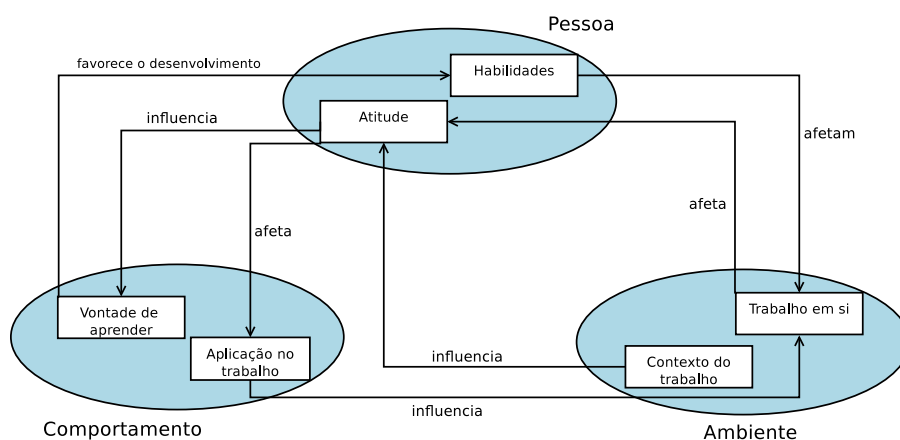 Pessoa
favorece o desenvolvimento
Habilidades
influencia
Atitude
afetam
afeta
afeta
Vontade de
aprender
Trabalho em si
Aplicação no
trabalho
influencia
Contexto do
trabalho
influencia
Comportamento
Ambiente